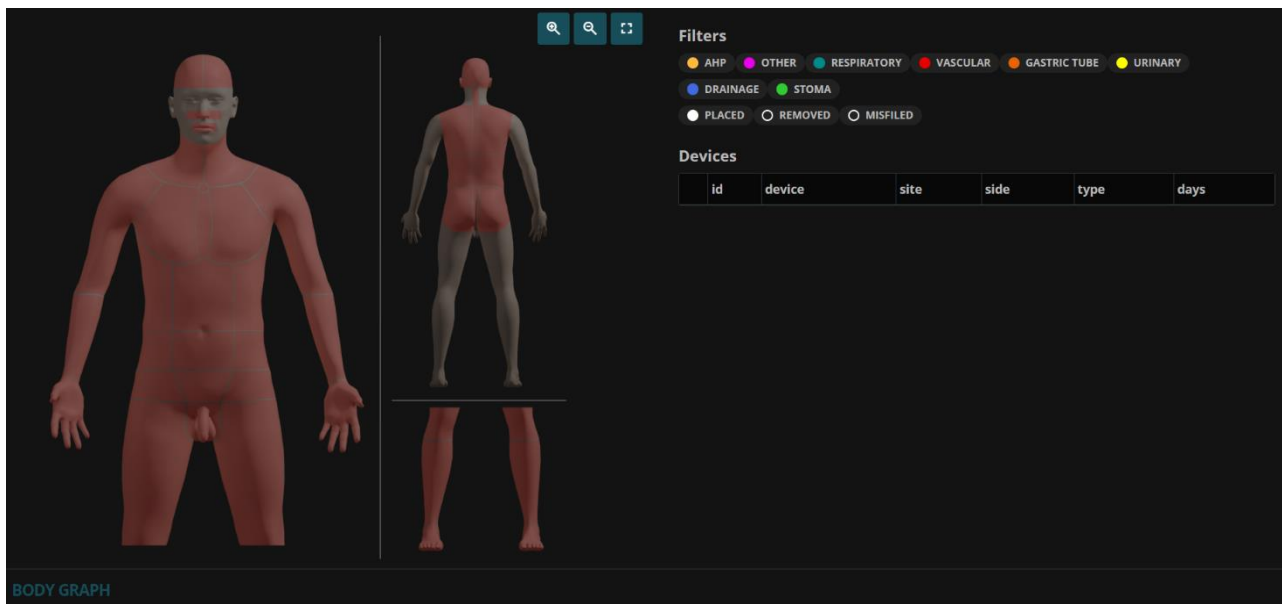 Filters
AHP OTHER RESPIRATORY VASCULAR GASTRIC TUBE URINARY
DRAINAGE STOMA
PLACED REMOVED MISFILED
Devices
id device site side type days
BODY GRAPH